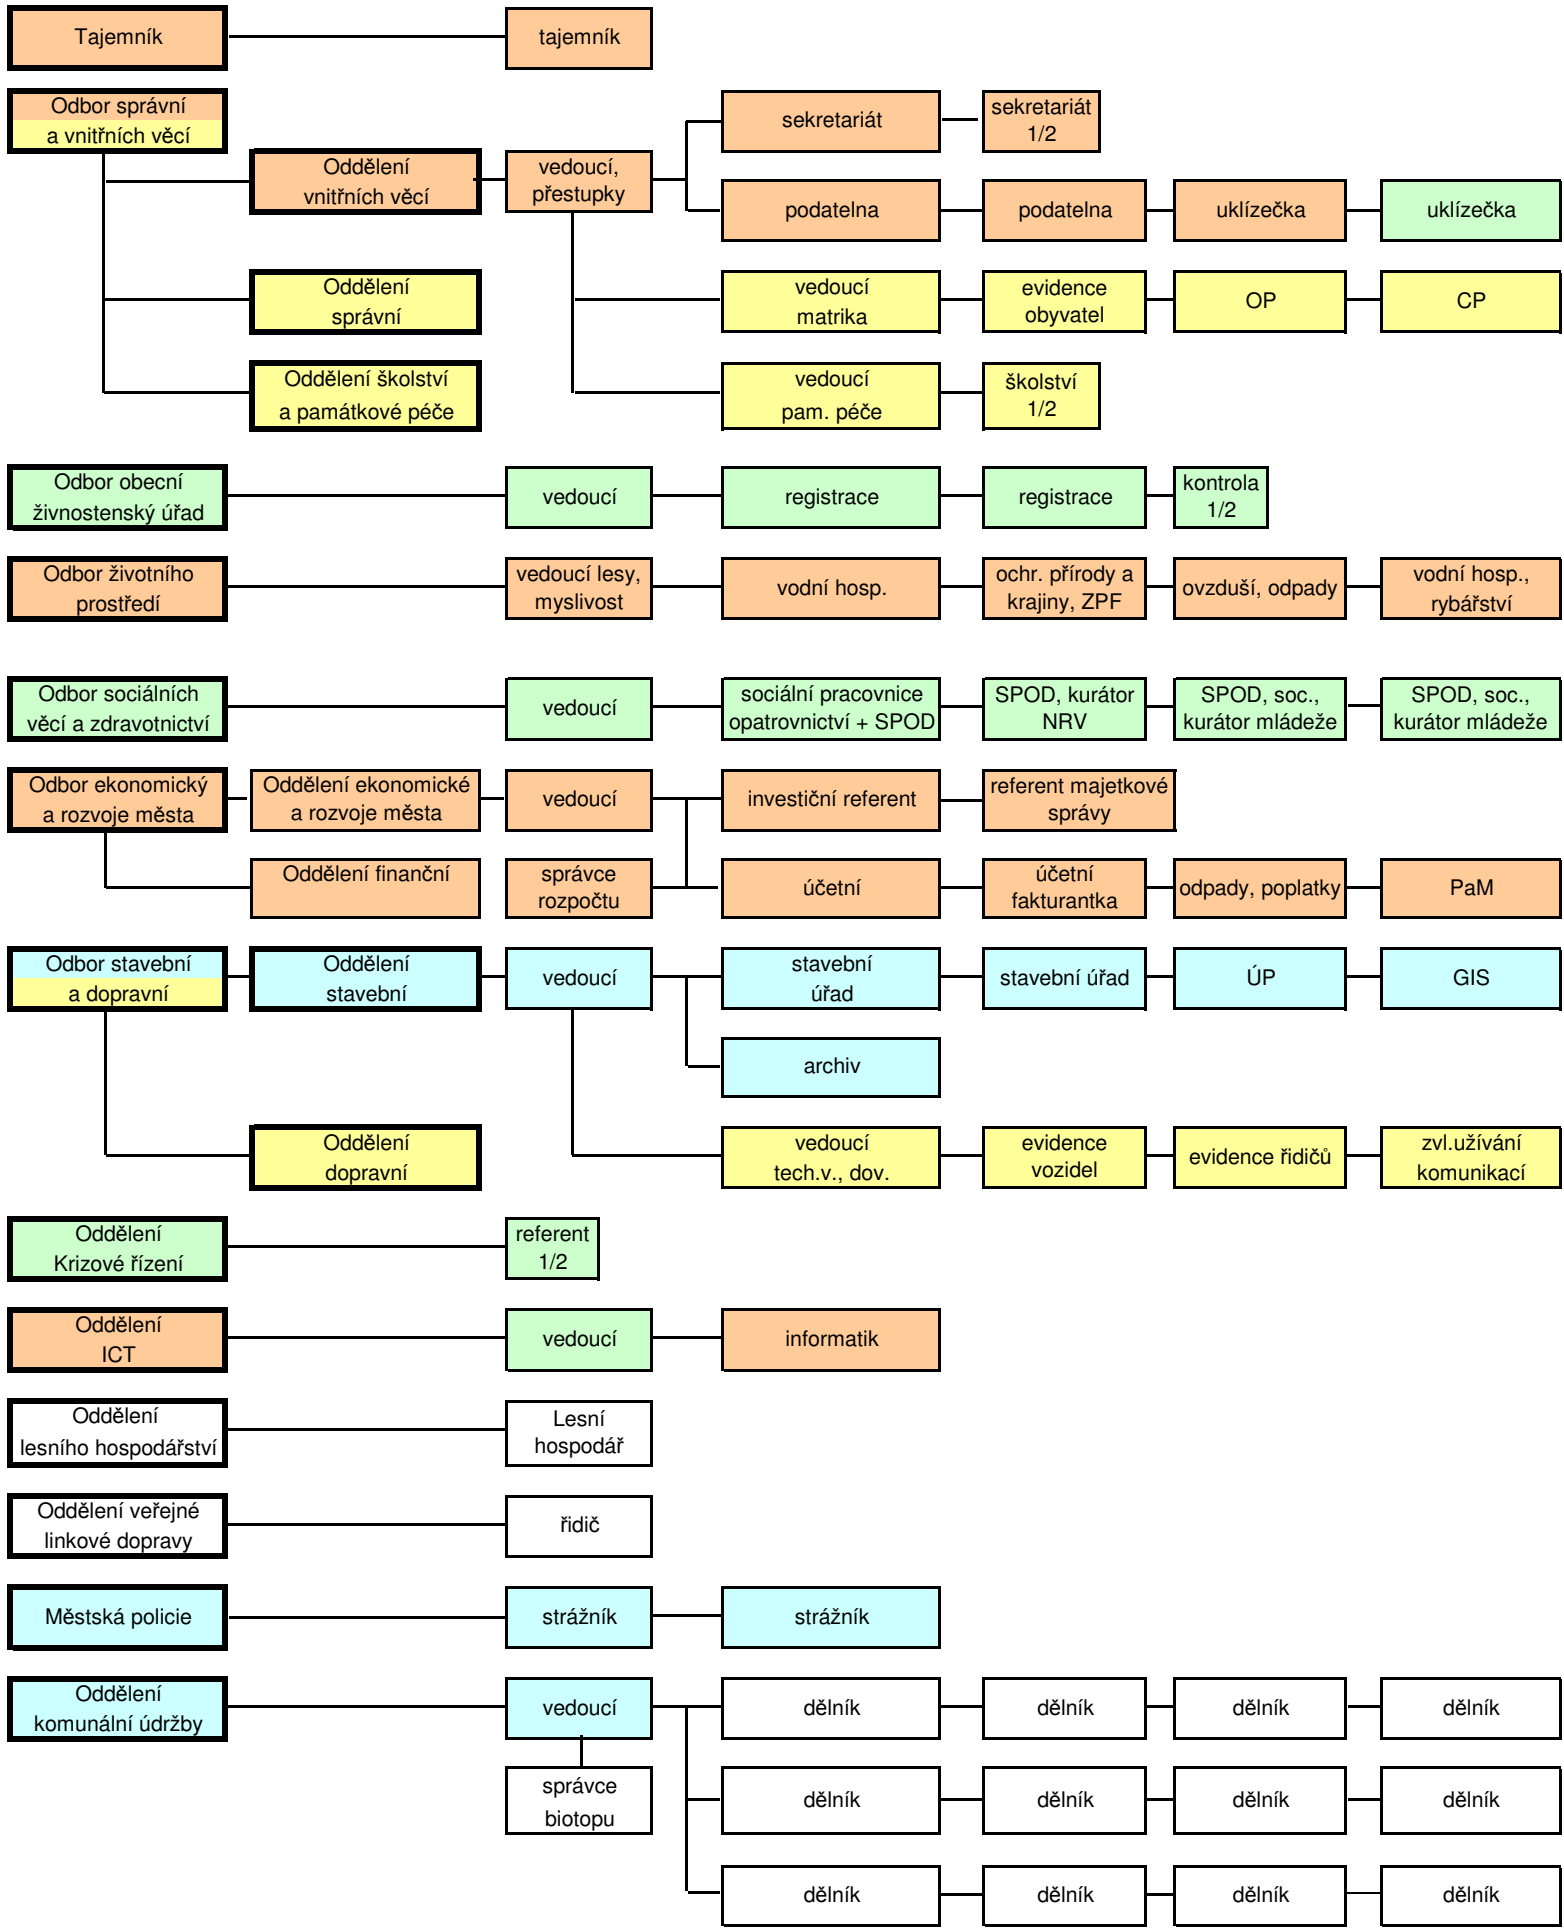 Tajemník
tajemník
Odbor správní
a vnitřních věcí
sekretariát
sekretariát
1/2
Oddělení
vnitřních věcí
vedoucí,
přestupky
podatelna
podatelna
uklízečka
uklízečka
Oddělení
správní
vedoucí
matrika
evidence
obyvatel
OP
CP
Oddělení školství
a památkové péče
vedoucí
pam. péče
školství
1/2
Odbor obecní
živnostenský úřad
vedoucí
registrace
registrace
kontrola
1/2
Odbor životního
prostředí
vedoucí lesy,
myslivost
vodní hosp.
ochr. přírody a
krajiny, ZPF
ovzduší, odpady
vodní hosp.,
rybářství
Odbor sociálních
věcí a zdravotnictví
vedoucí
sociální pracovnice
opatrovnictví + SPOD
SPOD, kurátor
NRV
SPOD, soc.,
kurátor mládeže
SPOD, soc.,
kurátor mládeže
Odbor ekonomický
a rozvoje města
Oddělení ekonomické
a rozvoje města
vedoucí
investiční referent
referent majetkové
správy
Oddělení finanční
správce
rozpočtu
účetní
účetní
fakturantka
odpady, poplatky
PaM
Odbor stavební
a dopravní
Oddělení
stavební
vedoucí
stavební
úřad
stavební úřad
ÚP
GIS
archiv
Oddělení
dopravní
vedoucí
tech.v., dov.
evidence
vozidel
evidence řidičů
zvl.užívání
komunikací
Oddělení
Krizové řízení
referent
1/2
Oddělení
ICT
vedoucí
informatik
Oddělení
lesního hospodářství
Lesní
hospodář
Oddělení veřejné
linkové dopravy
řidič
Městská policie
strážník
strážník
Oddělení
komunální údržby
vedoucí
dělník
dělník
dělník
dělník
správce
biotopu
dělník
dělník
dělník
dělník
dělník
dělník
dělník
dělník